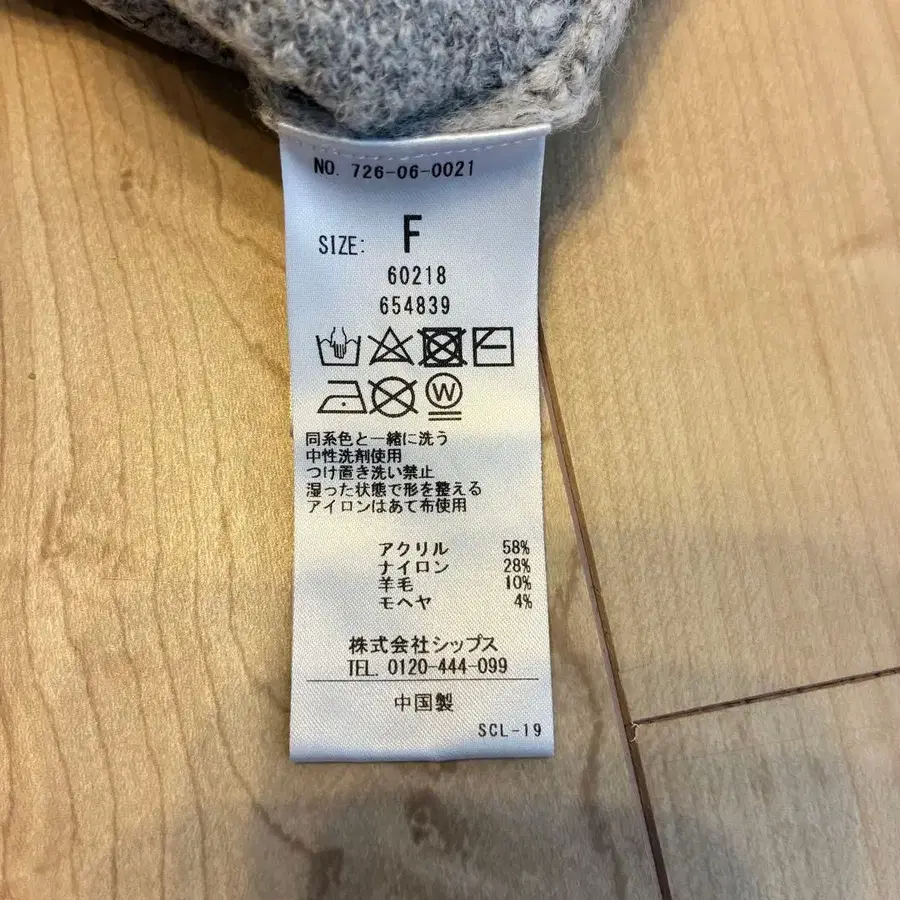 NO. 726-06-0021
SIZE: F
60218
654839
W
同系色と一緒に洗う
中性洗剤使用
つけ置き洗い禁止
湿った状態で形を整える
アイロンはあて布使用
アクリル 58%
ナイロン 28%
羊毛 10%
モヘヤ 4%
株式会社シップス
TEL. 0120-444-099
中国製
SCL-19